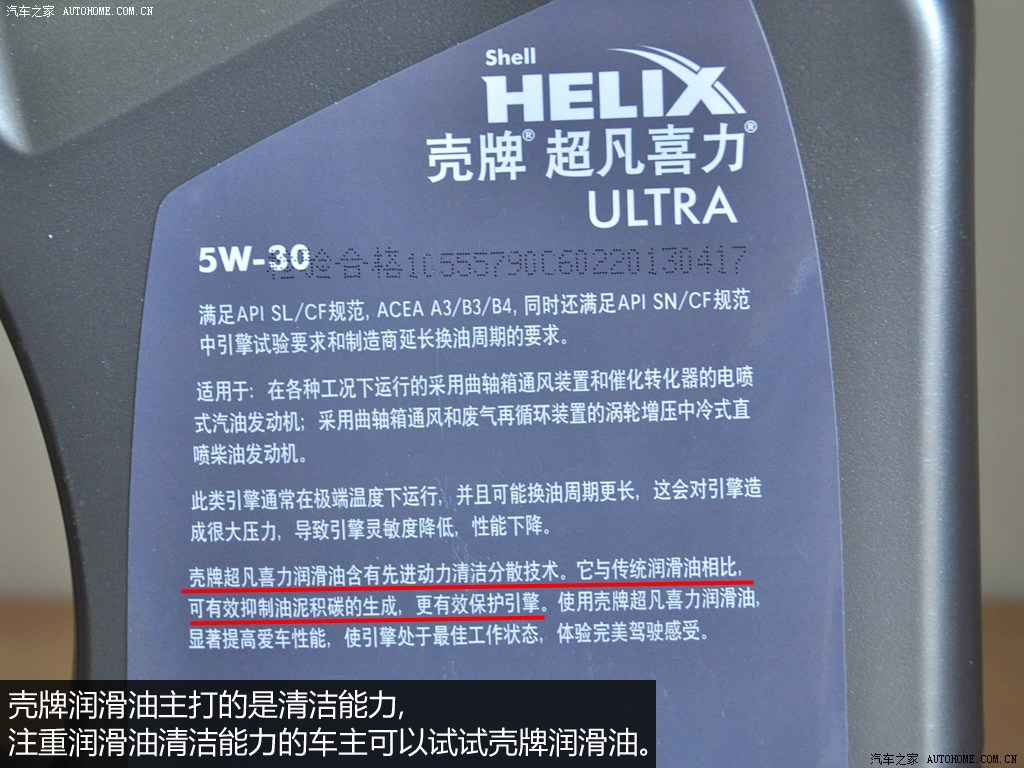 汽车之家 AUTOHOME.COM.CN
Shell
HELIX
壳牌® 超凡喜力®
ULTRA
5W-30
检验合格10555790C60220130417
满足API SL/CF规范, ACEA A3/B3/B4, 同时还满足API SN/CF规范
中引擎试验要求和制造商延长换油周期的要求。
适用于: 在各种工况下运行的采用曲轴箱通风装置和催化转化器的电喷
式汽油发动机; 采用曲轴箱通风和废气再循环装置的涡轮增压中冷式直
喷柴油发动机。
此类引擎通常在极端温度下运行, 并且可能换油周期更长, 这会对引擎造
成很大压力, 导致引擎灵敏度降低, 性能下降。
壳牌超凡喜力润滑油含有先进动力清洁分散技术。它与传统润滑油相比,
可有效抑制油泥积碳的生成, 更有效保护引擎。使用壳牌超凡喜力润滑油,
显著提高爱车性能, 使引擎处于最佳工作状态, 体验完美驾驶感受。
壳牌润滑油主打的是清洁能力,
注重润滑油清洁能力的车主可以试试壳牌润滑油。
汽车之家 AUTOHOME.COM.CN